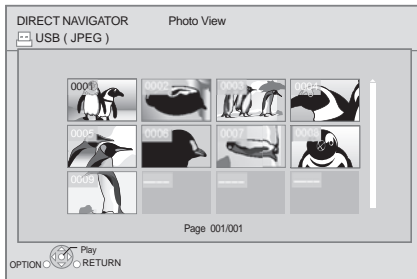 DIRECT NAVIGATOR Photo View
USB ( JPEG )
0001 0002 0003 0004
0005 0006 0007 0008
0009 ----- ----- -----
Page 001/001
Play
OPTION RETURN